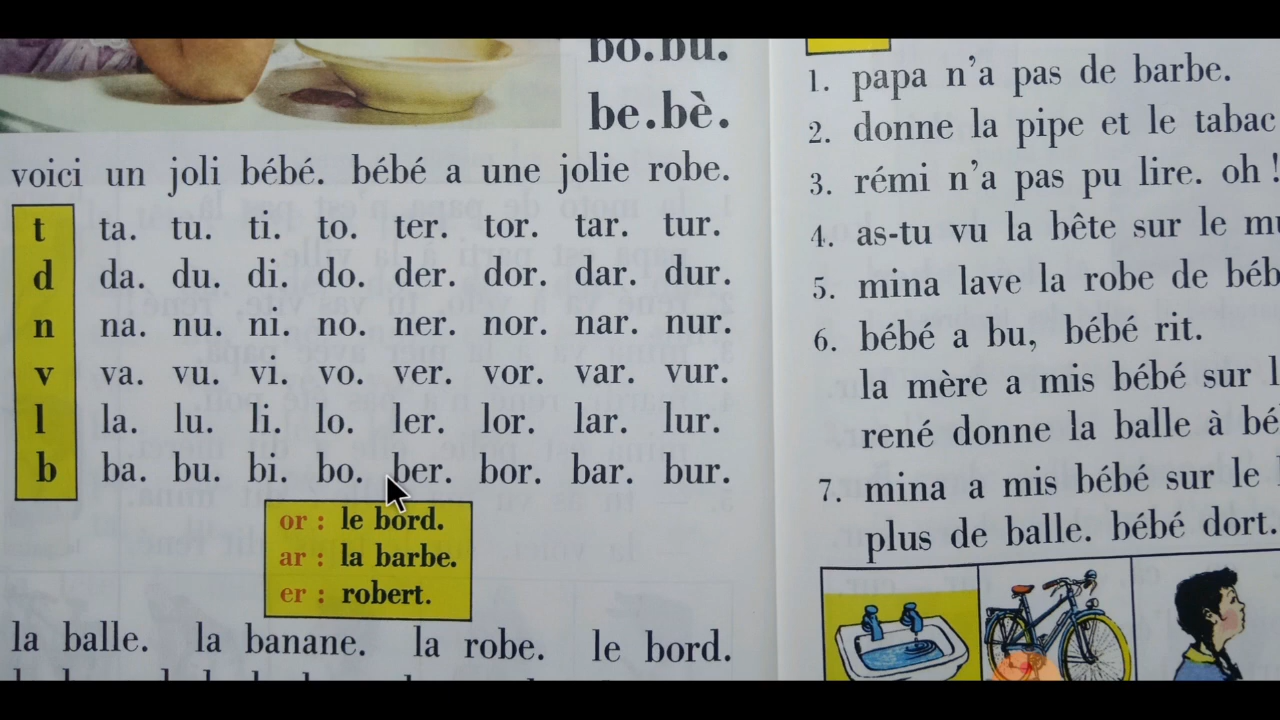 bo.bu.
be.bè.
voici un joli bébé. bébé a une jolie robe.
t ta. tu. ti. to. ter. tor. tar. tur.
d da. du. di. do. der. dor. dar. dur.
n na. nu. ni. no. ner. nor. nar. nur.
v va. vu. vi. vo. ver. vor. var. vur.
l la. lu. li. lo. ler. lor. lar. lur.
b ba. bu. bi. bo. ber. bor. bar. bur.
or : le bord.
ar : la barbe.
er : robert.
la balle. la banane. la robe. le bord.
1. papa n'a pas de barbe.
2. donne la pipe et le tabac
3. rémi n'a pas pu lire. oh !
4. as-tu vu la bête sur le
5. mina lave la robe de
6. bébé a bu, bébé rit.
la mère a mis bébé sur
rené donne la balle à
7. mina a mis bébé sur le
plus de balle. bébé dort.